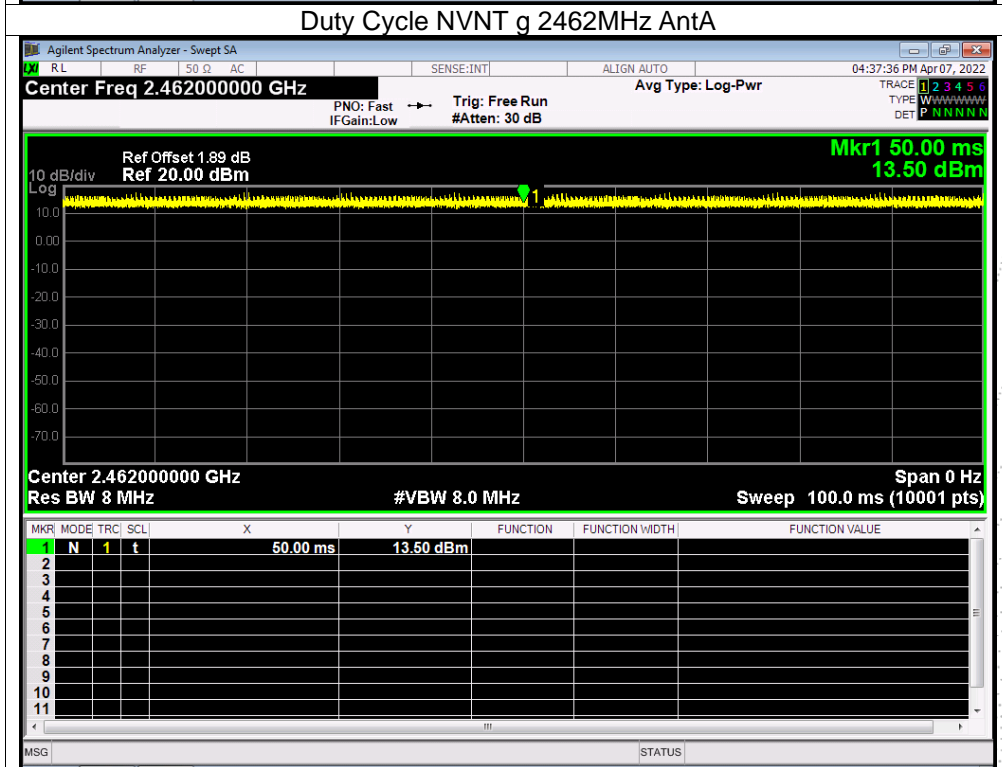 Duty Cycle NVNT g 2462MHz AntA
Agilent Spectrum Analyzer - Swept SA
LXI RL RF 50 Ω AC SENSE:INT ALIGN AUTO 04:37:36 PM Apr 07, 2022
Center Freq 2.462000000 GHz Avg Type: Log-Pwr TRACE 1 2 3 4 5 6
PNO: Fast Trig: Free Run TYPE WWWWWW
IFGain:Low #Atten: 30 dB DET P N N N N N
Mkr1 50.00 ms
Ref Offset 1.89 dB
10 dB/div Ref 20.00 dBm 13.50 dBm
Log
1
10.0
0.00
-10.0
-20.0
-30.0
-40.0
-50.0
-60.0
-70.0
Center 2.462000000 GHz Span 0 Hz
Res BW 8 MHz #VBW 8.0 MHz Sweep 100.0 ms (10001 pts)
MKR MODE TRC SCL X Y FUNCTION FUNCTION WIDTH FUNCTION VALUE
1 N 1 t 50.00 ms 13.50 dBm
2
3
4
5
6
7
8
9
10
11
MSG STATUS